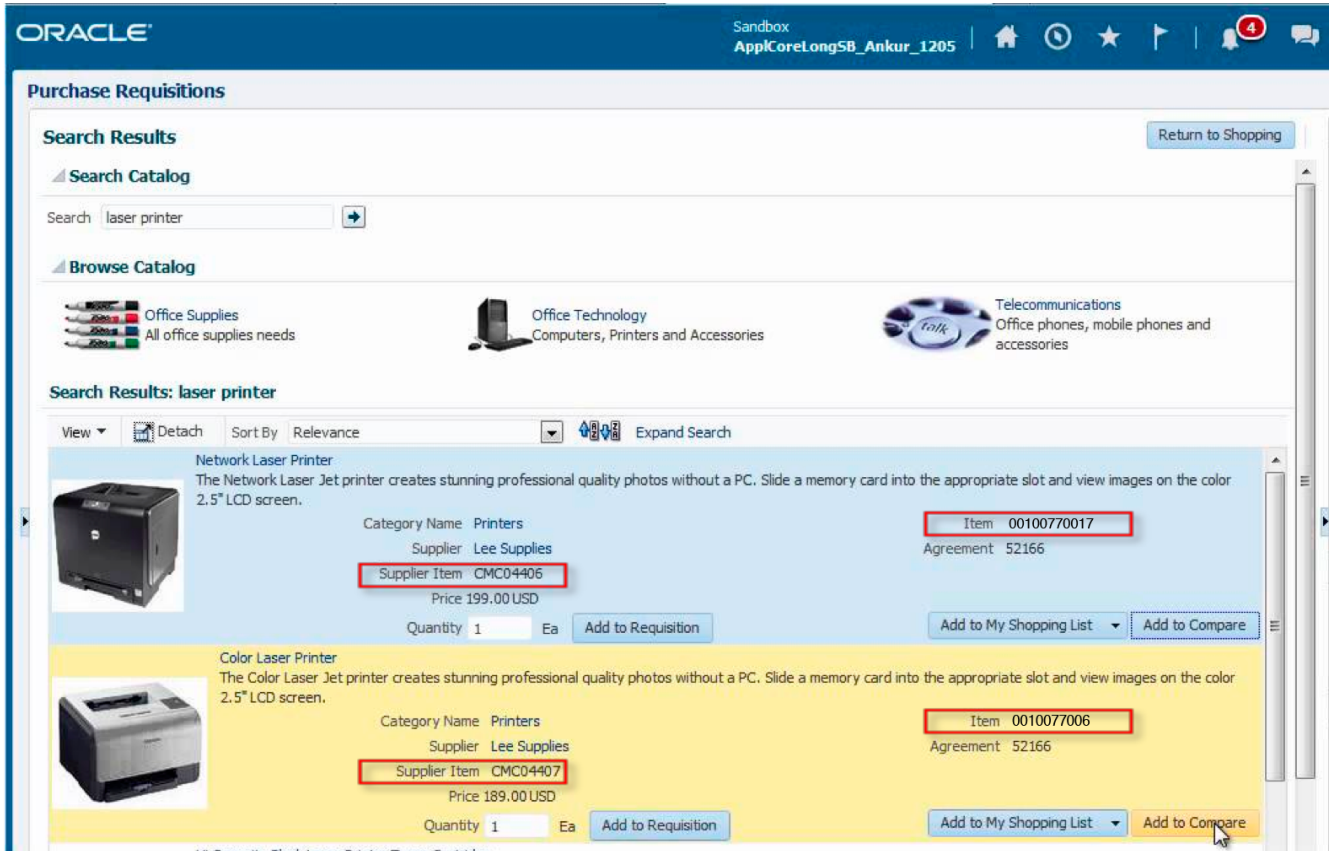 ORACLE®
Sandbox
ApplCoreLongSB_Ankur_1205
4
Purchase Requisitions
Search Results
Return to Shopping
Search Catalog
Search laser printer
Browse Catalog
Office Supplies
All office supplies needs
Office Technology
Computers, Printers and Accessories
talk
Telecommunications
Office phones, mobile phones and
accessories
Search Results: laser printer
View Detach Sort By Relevance Expand Search
Network Laser Printer
The Network Laser Jet printer creates stunning professional quality photos without a PC. Slide a memory card into the appropriate slot and view images on the color
2.5" LCD screen.
Category Name Printers Item 00100770017
Supplier Lee Supplies Agreement 52166
Supplier Item CMC04406
Price 199.00 USD
Quantity 1 Ea Add to Requisition Add to My Shopping List Add to Compare
Color Laser Printer
The Color Laser Jet printer creates stunning professional quality photos without a PC. Slide a memory card into the appropriate slot and view images on the color
2.5" LCD screen.
Category Name Printers Item 0010077006
Supplier Lee Supplies Agreement 52166
Supplier Item CMC04407
Price 189.00 USD
Quantity 1 Ea Add to Requisition Add to My Shopping List Add to Compare